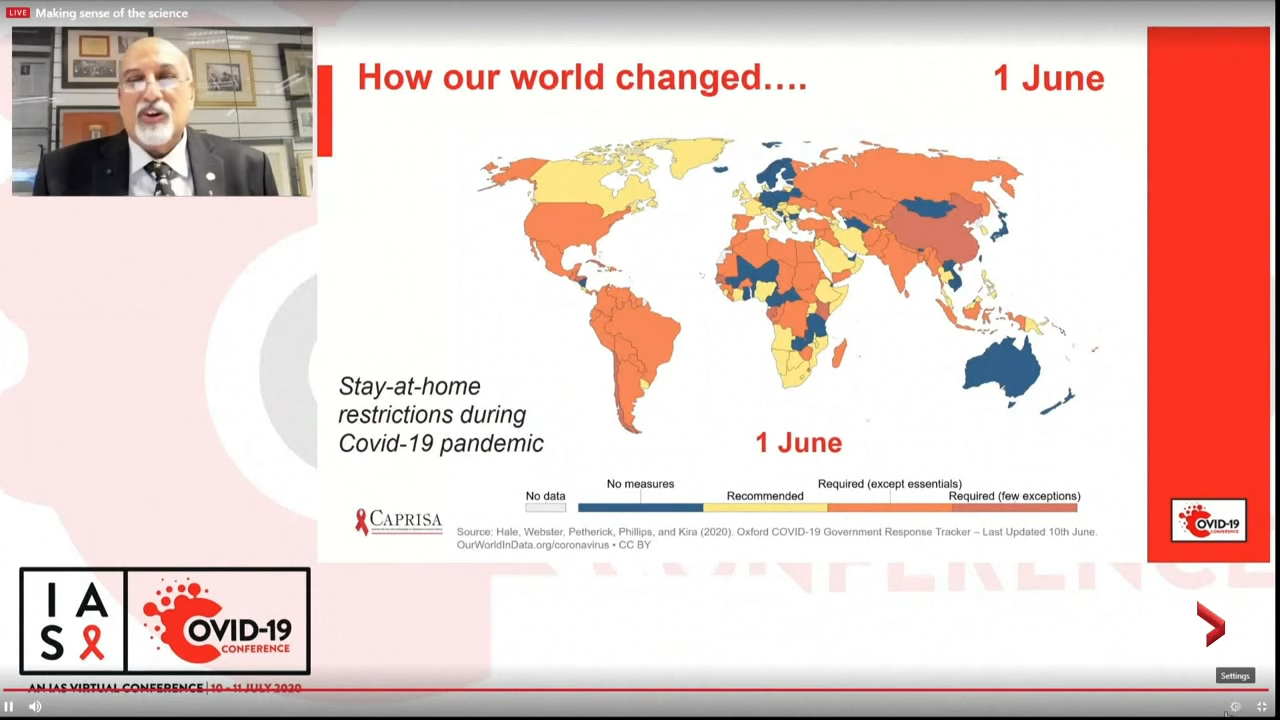 LIVE Making sense of the science
How our world changed…. 1 June
Stay-at-home
restrictions during
Covid-19 pandemic
1 June
No data
No measures
Recommended
Required (except essentials)
Required (few exceptions)
CAPRISA
Source: Hale, Webster, Petherick, Phillips, and Kira (2020). Oxford COVID-19 Government Response Tracker – Last Updated 10th June.
OurWorldInData.org/coronavirus • CC BY
COVID-19
CONFERENCE
CONFERENCE
I A
S
COVID-19
CONFERENCE
AN IAS VIRTUAL CONFERENCE | 10 - 11 JULY 2020
Settings